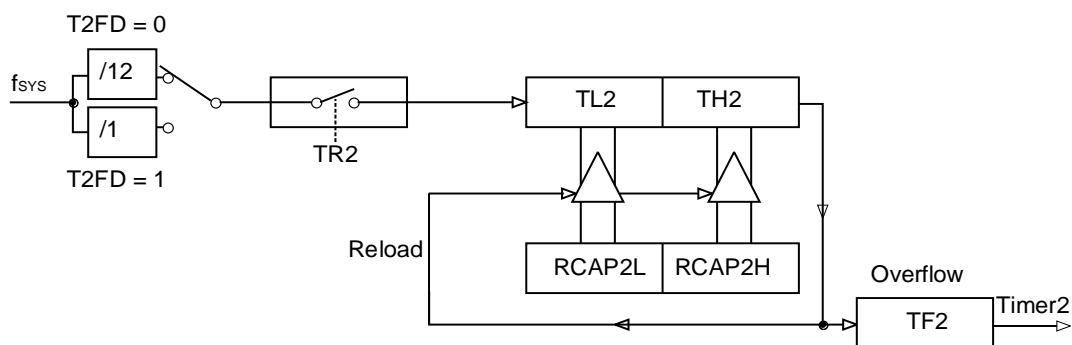 T2FD = 0
/12
fSYS
/1
T2FD = 1
TR2
TL2
TH2
Reload
RCAP2L
RCAP2H
Overflow
TF2
Timer2